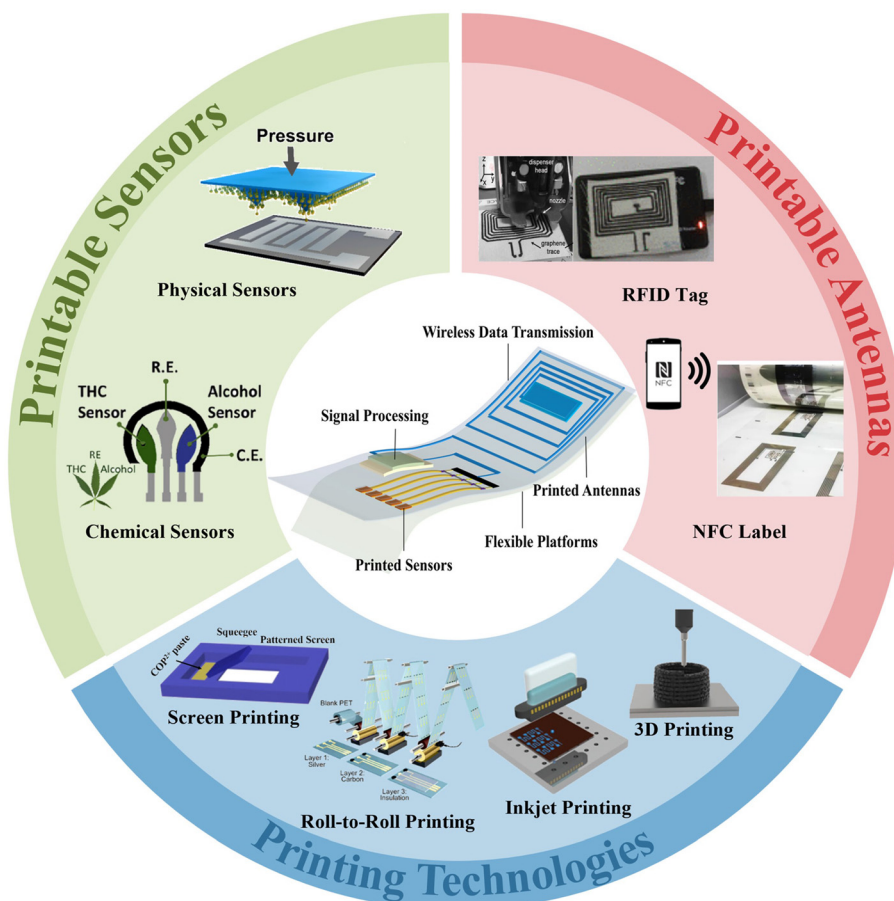 Printable Sensors
Pressure
Physical Sensors
R.E.
THC
Sensor
Alcohol
Sensor
C.E.
RE
THC
Alcohol
Chemical Sensors
Printable Antennas
dispenser
head
nozzle
graphene
trace
RFID Tag
NFC
NFC Label
Wireless Data Transmission
Signal Processing
Printed Antennas
Flexible Platforms
Printed Sensors
Squeegee
Patterned Screen
COP²⁺ paste
Screen Printing
Blank PET
Layer 1:
Silver
Layer 2:
Carbon
Layer 3:
Insulation
Roll-to-Roll Printing
Inkjet Printing
3D Printing
Printing Technologies